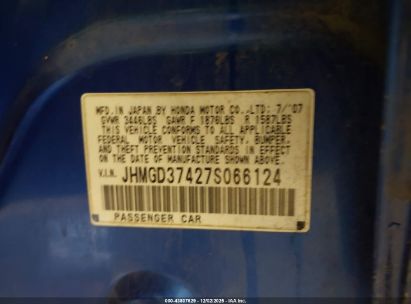 MFD. IN JAPAN BY HONDA MOTOR CO.,LTD: 7/'07
GVWR 3446LBS GAWR F 1876LBS R 1587LBS
THIS VEHICLE CONFORMS TO ALL APPLICABLE
FEDERAL MOTOR VEHICLE SAFETY, BUMPER,
AND THEFT PREVENTION STANDARDS IN EFFECT
ON THE DATE OF MANUFACTURE SHOWN ABOVE.
V.I.N. JHMGD37427S066124
PASSENGER CAR